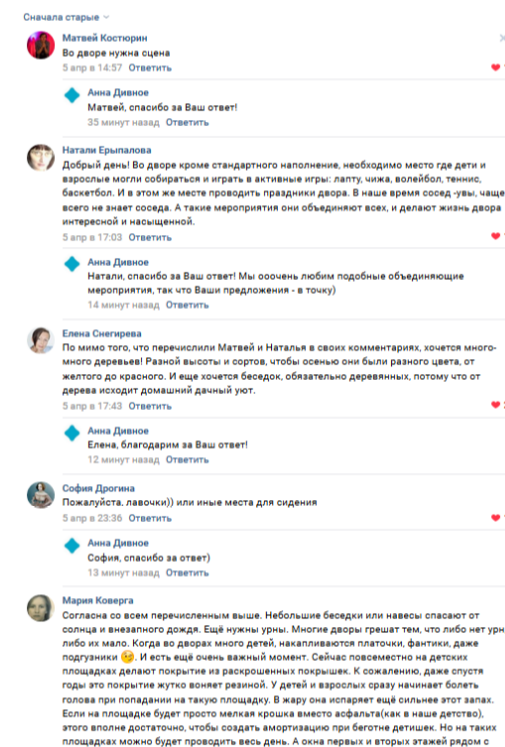 Сначала старые
Матвей Костюрин
Во дворе нужна сцена
5 апр в 14:57 Ответить
Анна Дивное
Матвей, спасибо за Ваш ответ!
35 минут назад Ответить
Натали Ерыпалова
Добрый день! Во дворе кроме стандартного наполнение, необходимо место где дети и
взрослые могли собираться и играть в активные игры: лапту, чижа, волейбол, теннис,
баскетбол. И в этом же месте проводить праздники двора. В наше время сосед -увы, чаще
всего не знает соседа. А такие мероприятия они объединяют всех, и делают жизнь двора
интересной и насыщенной.
5 апр в 17:03 Ответить
Анна Дивное
Натали, спасибо за Ваш ответ! Мы ооочень любим подобные объединяющие
мероприятия, так что Ваши предложения - в точку)
14 минут назад Ответить
Елена Снегирева
По мимо того, что перечислили Матвей и Наталья в своих комментариях, хочется много-
много деревьев! Разной высоты и сортов, чтобы осенью они были разного цвета, от
желтого до красного. И еще хочется беседок, обязательно деревянных, потому что от
дерева исходит домашний дачный уют.
5 апр в 17:43 Ответить
Анна Дивное
Елена, благодарим за Ваш ответ!
12 минут назад Ответить
София Дрогина
Пожалуйста, лавочки)) или иные места для сидения
5 апр в 23:36 Ответить
Анна Дивное
София, спасибо за ответ)
13 минут назад Ответить
Мария Коверга
Согласна со всем перечисленным выше. Небольшие беседки или навесы спасают от
солнца и внезапного дождя. Ещё нужны урны. Многие дворы грешат тем, что либо нет урн
либо их мало. Когда во дворах много детей, накапливаются платочки, фантики, даже
подгузники 😢. И есть ещё очень важный момент. Сейчас повсеместно на детских
площадках делают покрытие из раскрошенных покрышек. К сожалению, даже спустя
годы это покрытие жутко воняет резиной. У детей и взрослых сразу начинает болеть
голова при попадании на такую площадку. В жару она испаряет ещё сильнее этот запах.
Если на площадке будет просто мелкая крошка вместо асфальта(как в наше детство),
этого вполне достаточно, чтобы создать амортизацию при беготне детишек. Но на таких
площадках можно будет проводить весь день. А окна первых и вторых этажей рядом с